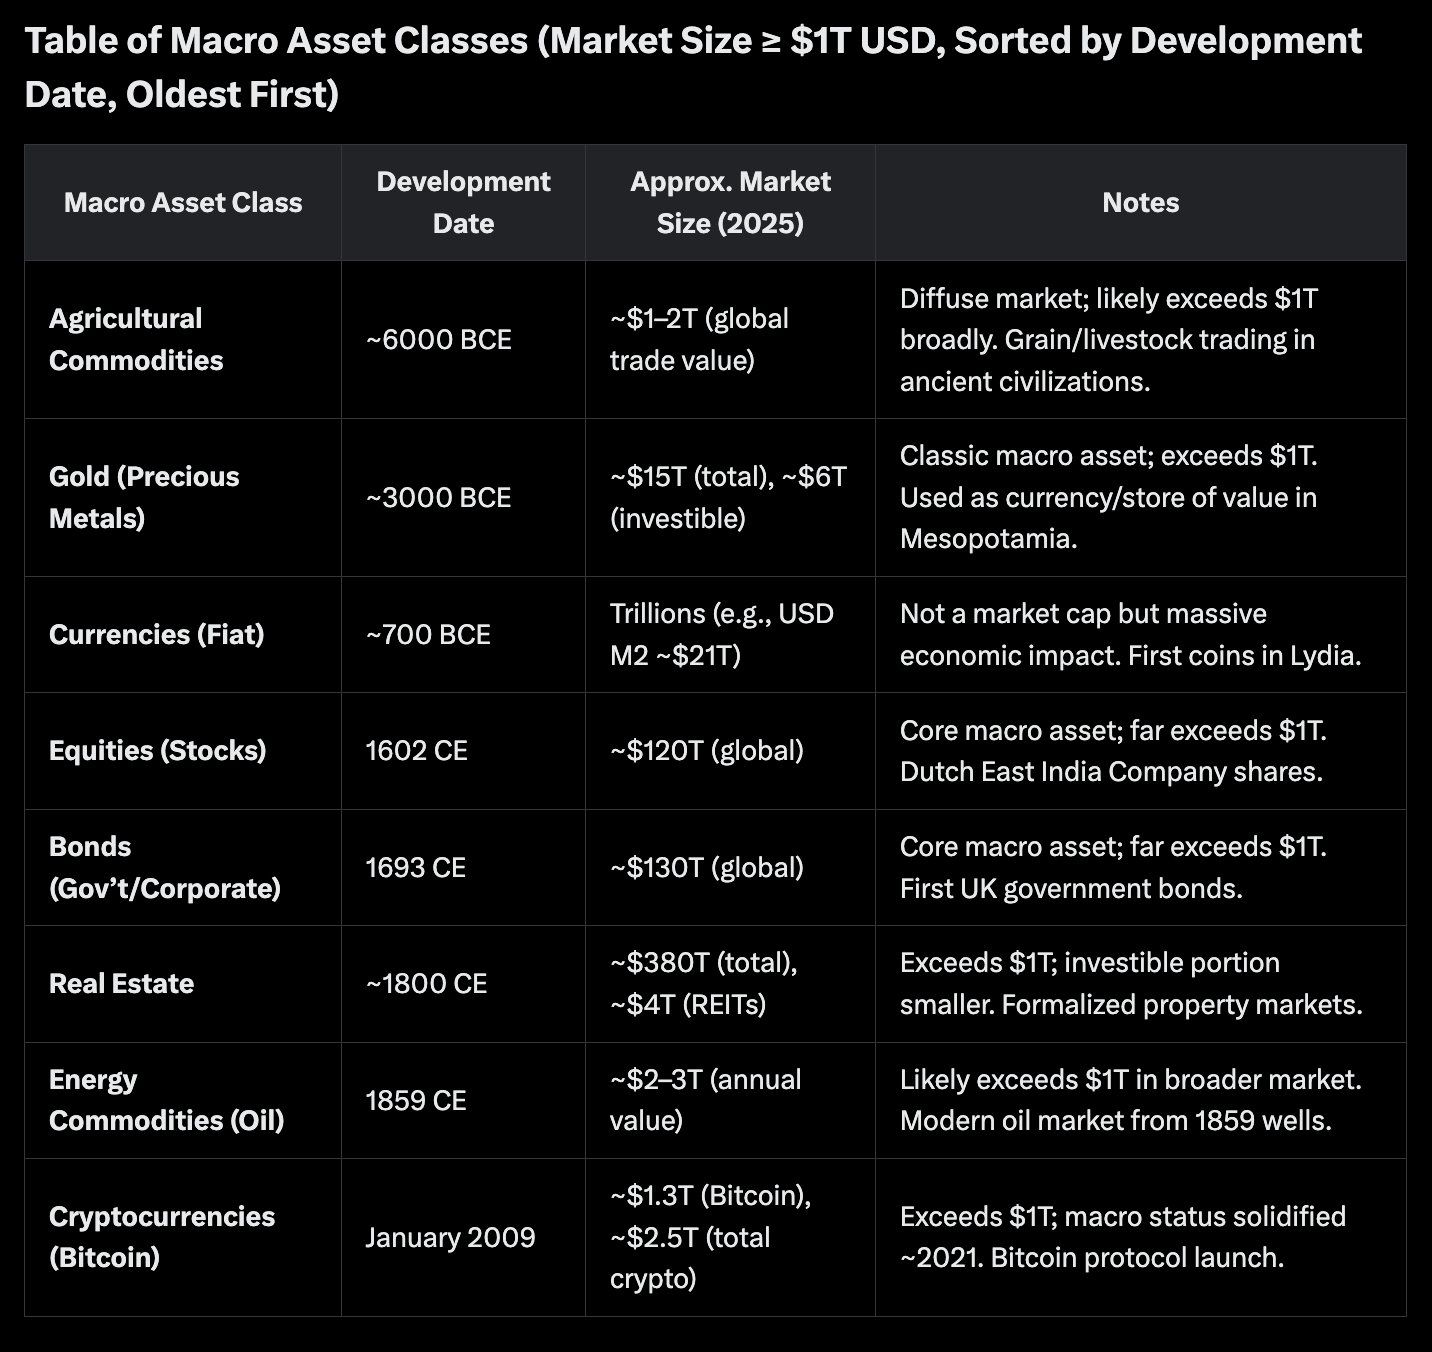 Table of Macro Asset Classes (Market Size ≥ $1T USD, Sorted by Development
Date, Oldest First)
Macro Asset Class
Development
Date
Approx. Market
Size (2025)
Notes
Agricultural
Commodities
~6000 BCE
~$1–2T (global
trade value)
Diffuse market; likely exceeds $1T
broadly. Grain/livestock trading in
ancient civilizations.
Gold (Precious
Metals)
~3000 BCE
~$15T (total), ~$6T
(investible)
Classic macro asset; exceeds $1T.
Used as currency/store of value in
Mesopotamia.
Currencies (Fiat)
~700 BCE
Trillions (e.g., USD
M2 ~$21T)
Not a market cap but massive
economic impact. First coins in Lydia.
Equities (Stocks)
1602 CE
~$120T (global)
Core macro asset; far exceeds $1T.
Dutch East India Company shares.
Bonds
(Gov’t/Corporate)
1693 CE
~$130T (global)
Core macro asset; far exceeds $1T.
First UK government bonds.
Real Estate
~1800 CE
~$380T (total),
~$4T (REITs)
Exceeds $1T; investible portion
smaller. Formalized property markets.
Energy
Commodities (Oil)
1859 CE
~$2–3T (annual
value)
Likely exceeds $1T in broader market.
Modern oil market from 1859 wells.
Cryptocurrencies
(Bitcoin)
January 2009
~$1.3T (Bitcoin),
~$2.5T (total
crypto)
Exceeds $1T; macro status solidified
~2021. Bitcoin protocol launch.